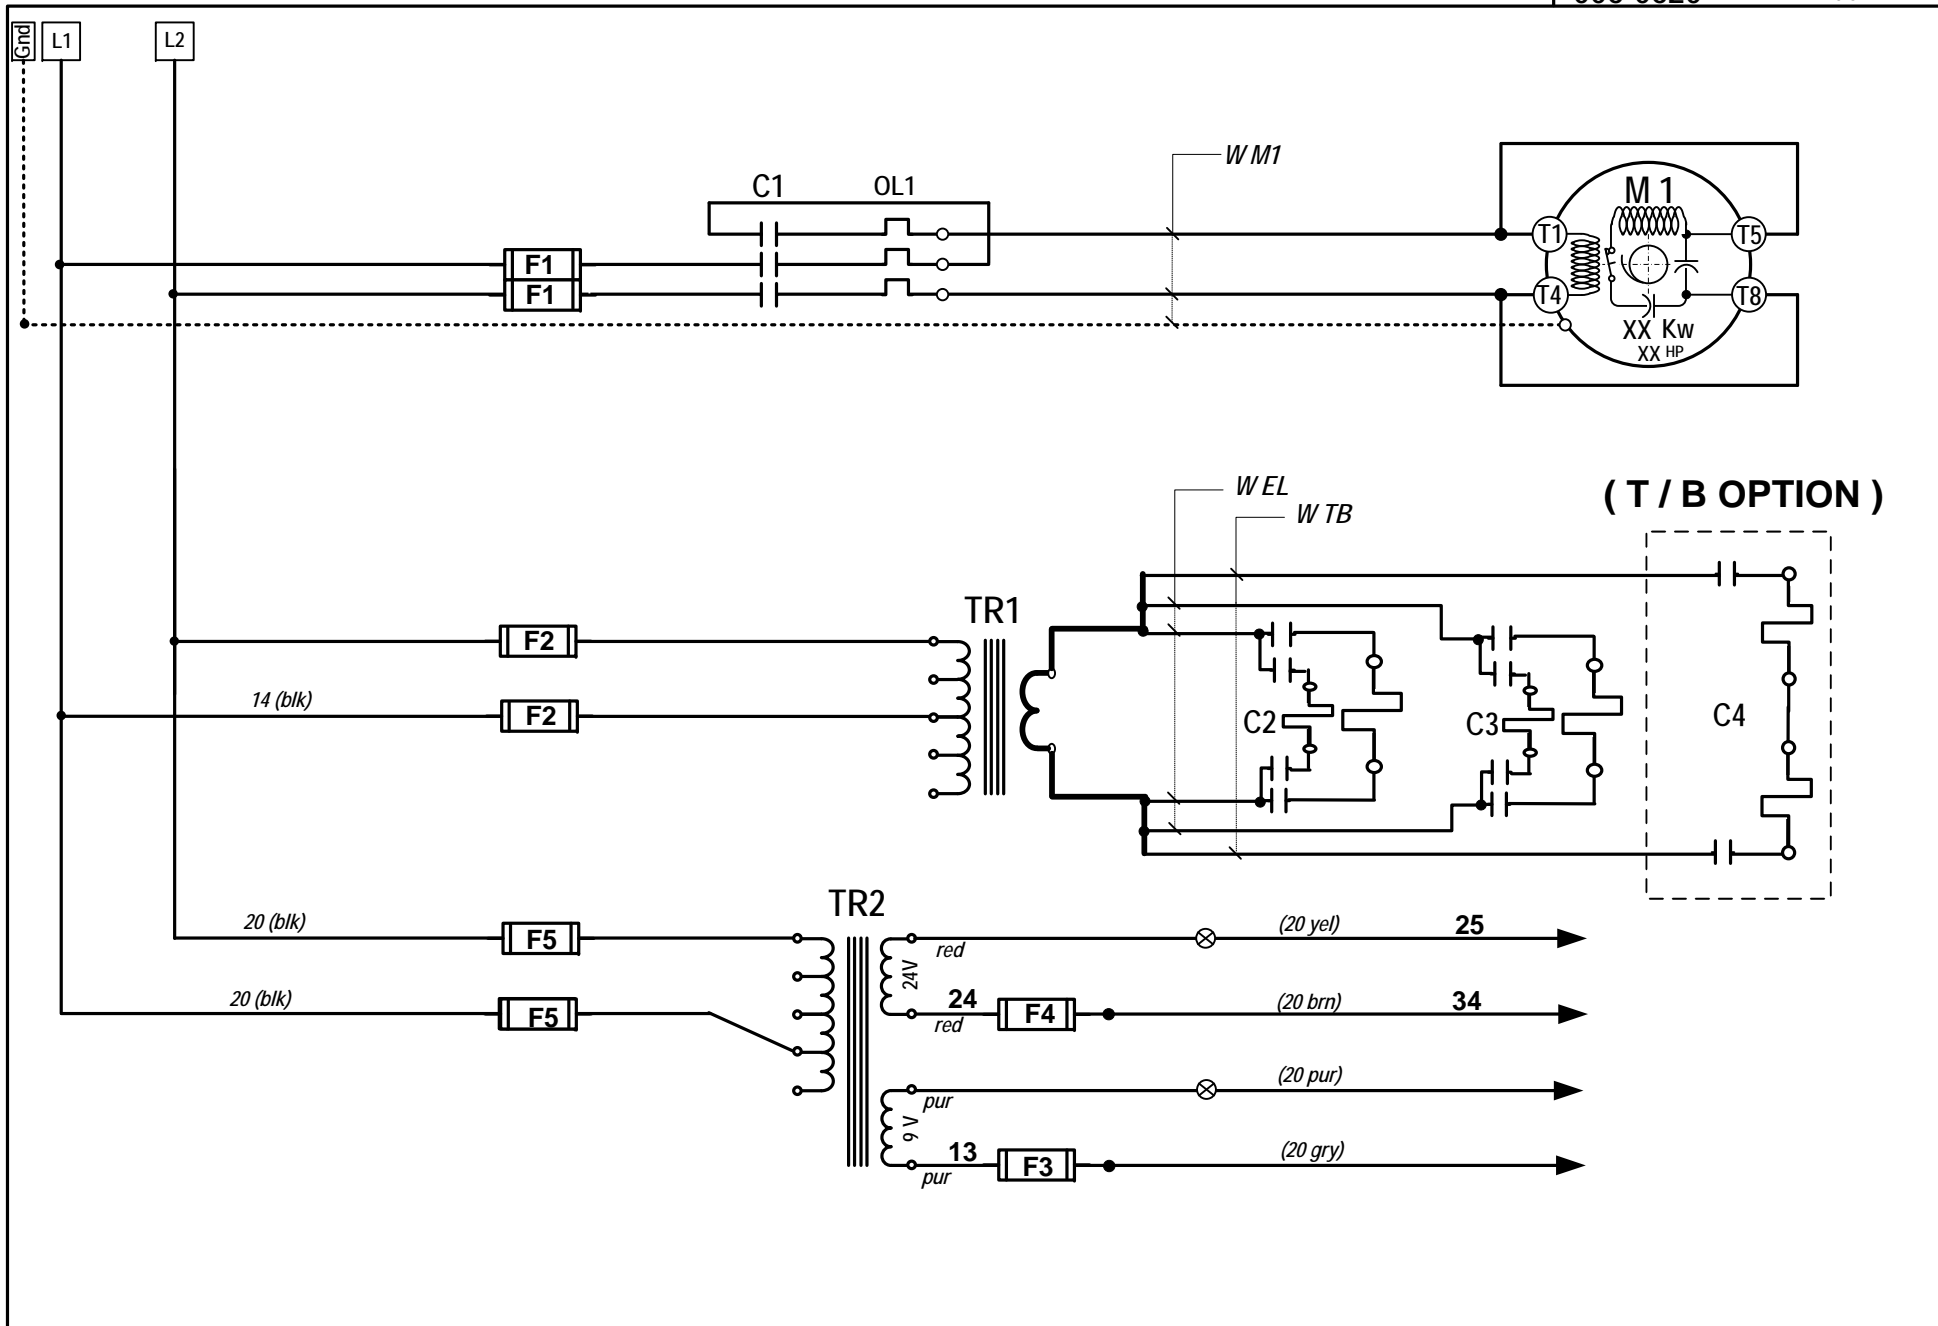 Gnd
L1
L2
W M1
C1
OL1
M 1
T1
T5
F1
F1
T4
T8
XX Kw
XX HP
W EL
( T / B OPTION )
W TB
TR1
F2
14 (blk)
F2
C2
C3
C4
TR2
20 (blk)
F5
red
24V
(20 yel)
25
20 (blk)
F5
24
red
F4
(20 brn)
34
pur
9 V
(20 pur)
13
pur
F3
(20 gry)